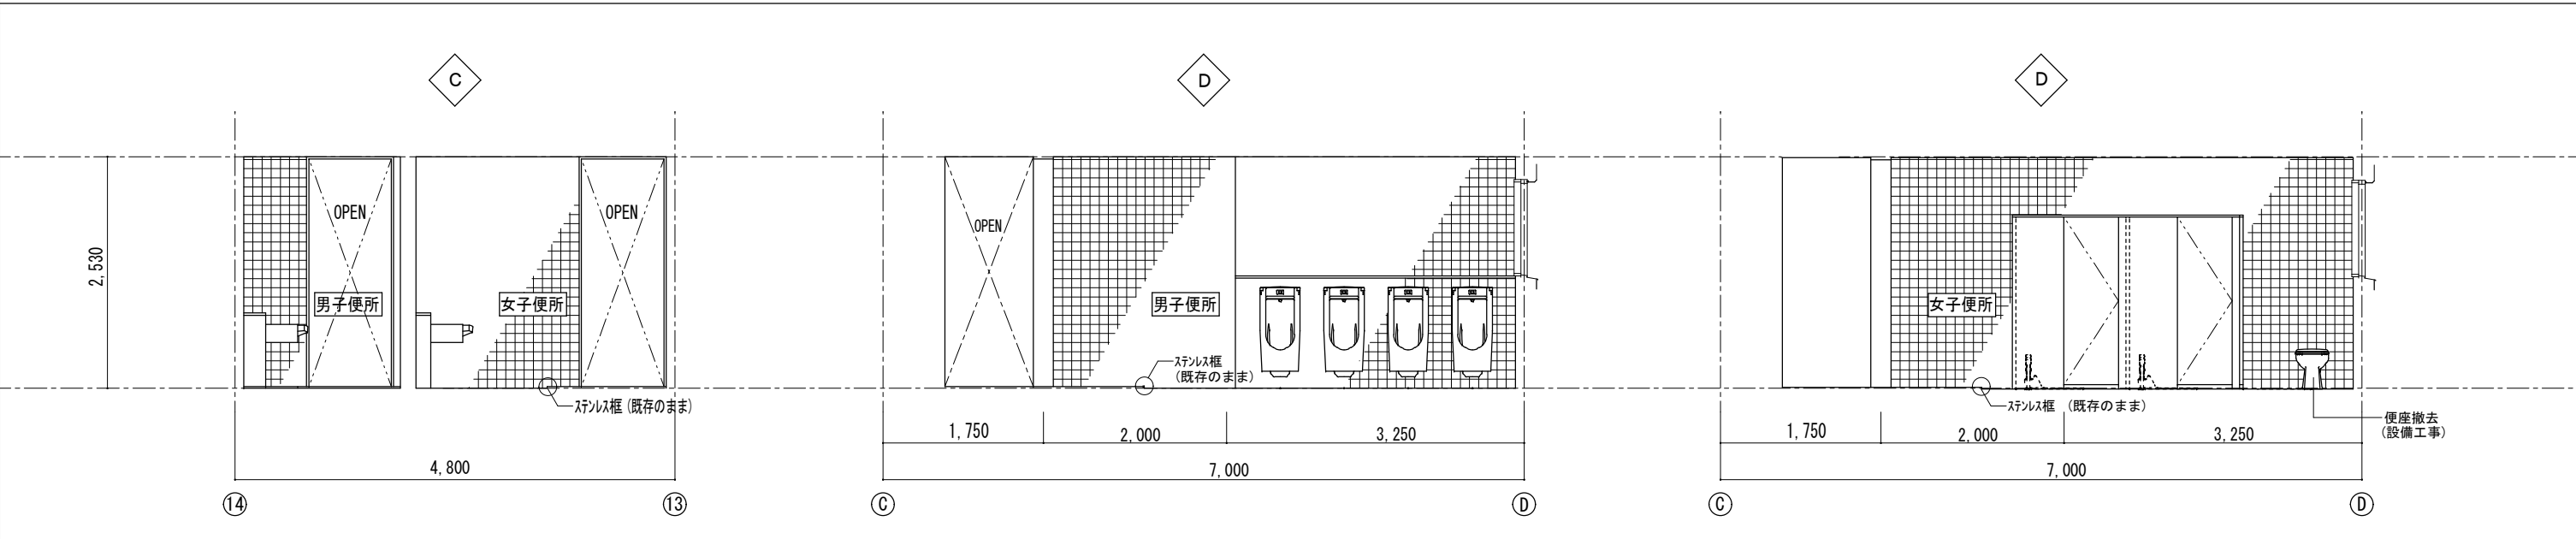 C
D
D
2,530
OPEN
OPEN
男子便所
女子便所
ｽﾃﾝﾚｽ框 (既存のまま)
4,800
14
13
OPEN
男子便所
ｽﾃﾝﾚｽ框
(既存のまま)
1,750
2,000
3,250
7,000
C
D
女子便所
ｽﾃﾝﾚｽ框 (既存のまま)
便座撤去
(設備工事)
1,750
2,000
3,250
7,000
C
D